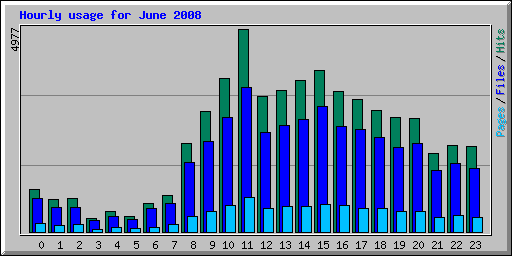 Hourly usage for June 2008
4977
Pages / Files / Hits
0 1 2 3 4 5 6 7 8 9 10 11 12 13 14 15 16 17 18 19 20 21 22 23